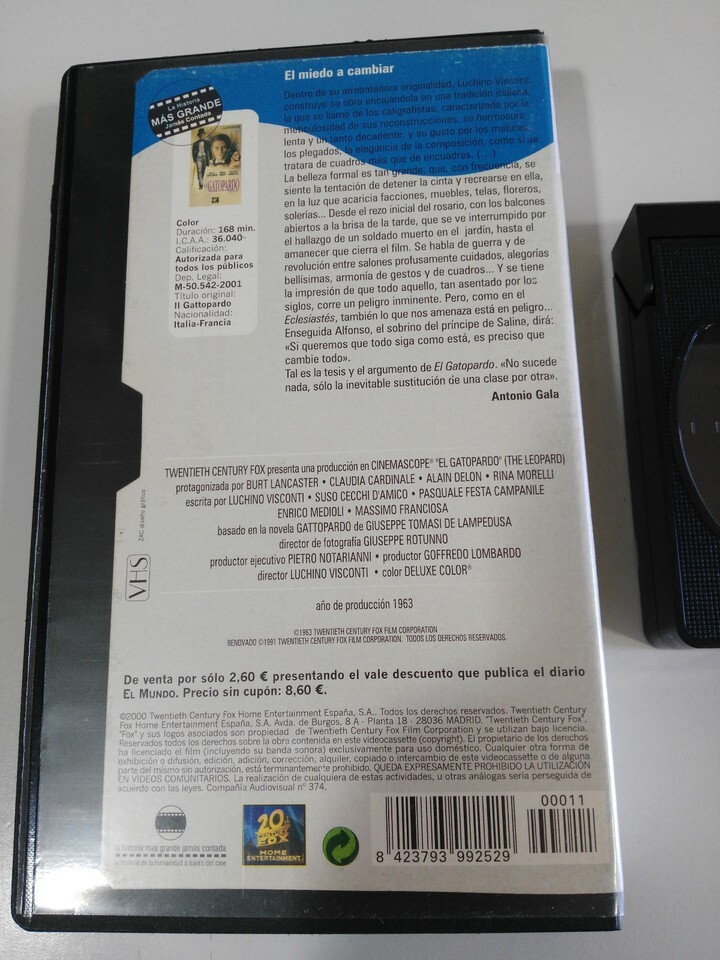 La Historia
MÁS GRANDE
Jamás Contada
EL GATOPARDO
Color
Duración: 168 min.
I.C.A.A.: 36.040
Calificación:
Autorizada para
todos los públicos
Dep. Legal:
M-50.542-2001
Título original:
Il Gattopardo
Nacionalidad:
Italia-Francia
El miedo a cambiar
Dentro de su arrebatadora originalidad, Luchino Visconti
construye su obra encajándola en una tradición italiana,
la que se llamó de los caligrafistas, caracterizada por la
meticulosidad de sus reconstrucciones, su hermosura
lenta y un tanto decadente, y su gusto por los matices,
los plegados, la elegancia de la composición, como si se
tratara de cuadros más que de encuadres. (...)
La belleza formal es tan grande, que, con frecuencia, se
siente la tentación de detener la cinta y recrearse en ella,
en la luz que acaricia facciones, muebles, telas, floreros,
solerías... Desde el rezo inicial del rosario, con los balcones
abiertos a la brisa de la tarde, que se ve interrumpido por
el hallazgo de un soldado muerto en el jardín, hasta el
amanecer que cierra el film. Se habla de guerra y de
revolución entre salones profusamente cuidados, alegorías
bellísimas, armonía de gestos y de cuadros... Y se tiene
la impresión de que todo aquello, tan asentado por los
siglos, corre un peligro inminente. Pero, como en el
Eclesiastés, también lo que nos amenaza está en peligro...
Enseguida Alfonso, el sobrino del príncipe de Salina, dirá:
«Si queremos que todo siga como está, es preciso que
cambie todo».
Tal es la tesis y el argumento de El Gatopardo. «No sucede
nada, sólo la inevitable sustitución de una clase por otra».
Antonio Gala
TWENTIETH CENTURY FOX presenta una producción en CINEMASCOPE® "EL GATOPARDO" (THE LEOPARD)
protagonizada por BURT LANCASTER • CLAUDIA CARDINALE • ALAIN DELON • RINA MORELLI
escrita por LUCHINO VISCONTI • SUSO CECCHI D'AMICO • PASQUALE FESTA CAMPANILE
ENRICO MEDIOLI • MASSIMO FRANCIOSA
basado en la novela GATTOPARDO de GIUSEPPE TOMASI DE LAMPEDUSA
director de fotografía GIUSEPPE ROTUNNO
productor ejecutivo PIETRO NOTARIANNI • productor GOFFREDO LOMBARDO
director LUCHINO VISCONTI • color DELUXE COLOR®
ZAC diseño gráfico
VHS
año de producción 1963
©1963 TWENTIETH CENTURY FOX FILM CORPORATION
RENOVADO ©1991 TWENTIETH CENTURY FOX FILM CORPORATION. TODOS LOS DERECHOS RESERVADOS.
De venta por sólo 2,60 € presentando el vale descuento que publica el diario
EL MUNDO. Precio sin cupón: 8,60 €.
©2000 Twentieth Century Fox Home Entertainment España, S.A.. Todos los derechos reservados. Twentieth Century
Fox Home Entertainment España, S.A. Avda. de Burgos, 8 A - Planta 18 - 28036 MADRID. "Twentieth Century Fox",
"Fox" y sus logos asociados son propiedad de Twentieth Century Fox Film Corporation y se utilizan bajo licencia.
Reservados todos los derechos sobre la obra contenida en este videocassette (copyright). El propietario de los derechos
ha licenciado el film (incluyendo su banda sonora) exclusivamente para uso doméstico. Cualquier otra forma de
exhibición o difusión, edición, adición, corrección, alquiler, copiado o intercambio de este videocassette o de alguna
parte del mismo sin autorización, está terminantemente prohibido. QUEDA EXPRESAMENTE PROHIBIDO LA UTILIZACIÓN
EN VIDEOS COMUNITARIOS. La realización de cualquiera de estas actividades, u otras análogas sería perseguida de
acuerdo con las leyes. Compañía Audiovisual nº 374.
la historia más grande jamás contada
la historia de la humanidad a través del cine
20th
CENTURY
FOX
HOME
ENTERTAINMENT
8 423793 992529
00011